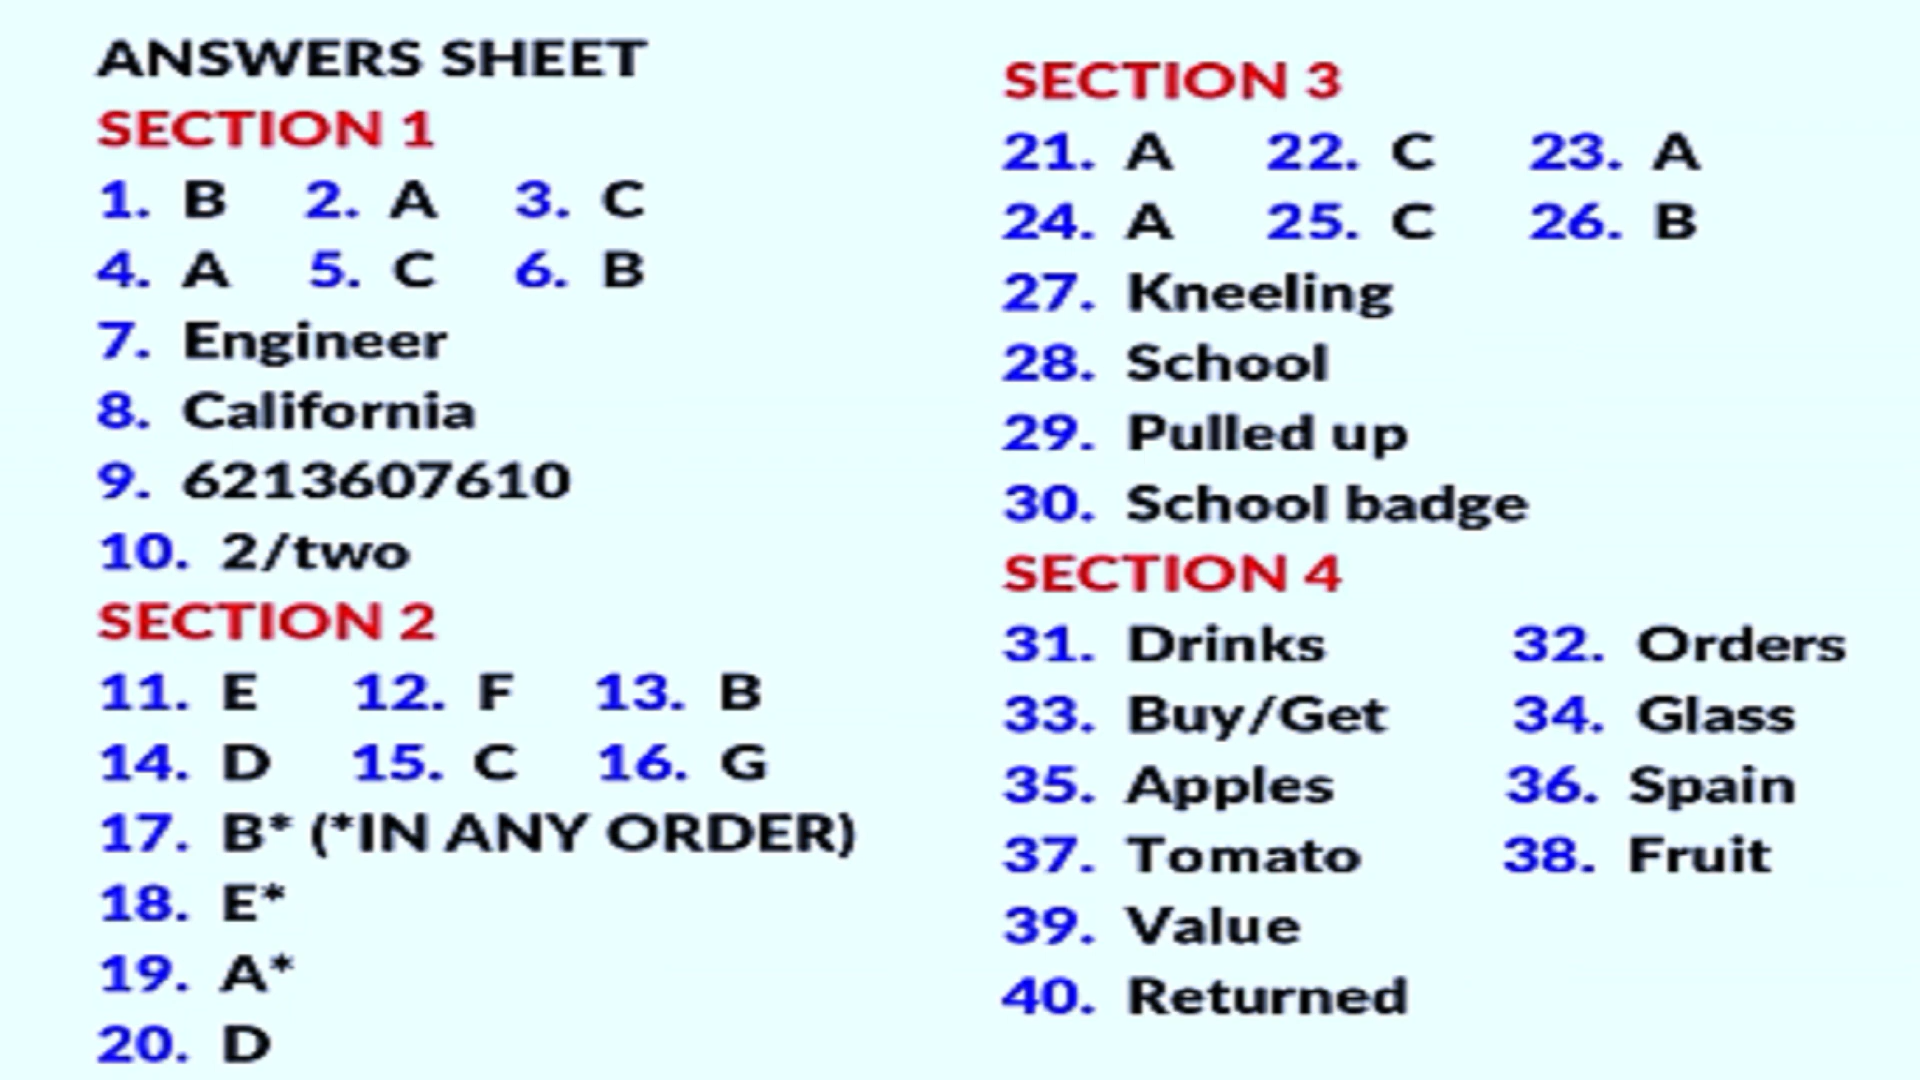 ANSWERS SHEET
SECTION 1
1. B 2. A 3. C
4. A 5. C 6. B
7. Engineer
8. California
9. 6213607610
10. 2/two
SECTION 2
11. E 12. F 13. B
14. D 15. C 16. G
17. B* (*IN ANY ORDER)
18. E*
19. A*
20. D
SECTION 3
21. A 22. C 23. A
24. A 25. C 26. B
27. Kneeling
28. School
29. Pulled up
30. School badge
SECTION 4
31. Drinks 32. Orders
33. Buy/Get 34. Glass
35. Apples 36. Spain
37. Tomato 38. Fruit
39. Value
40. Returned